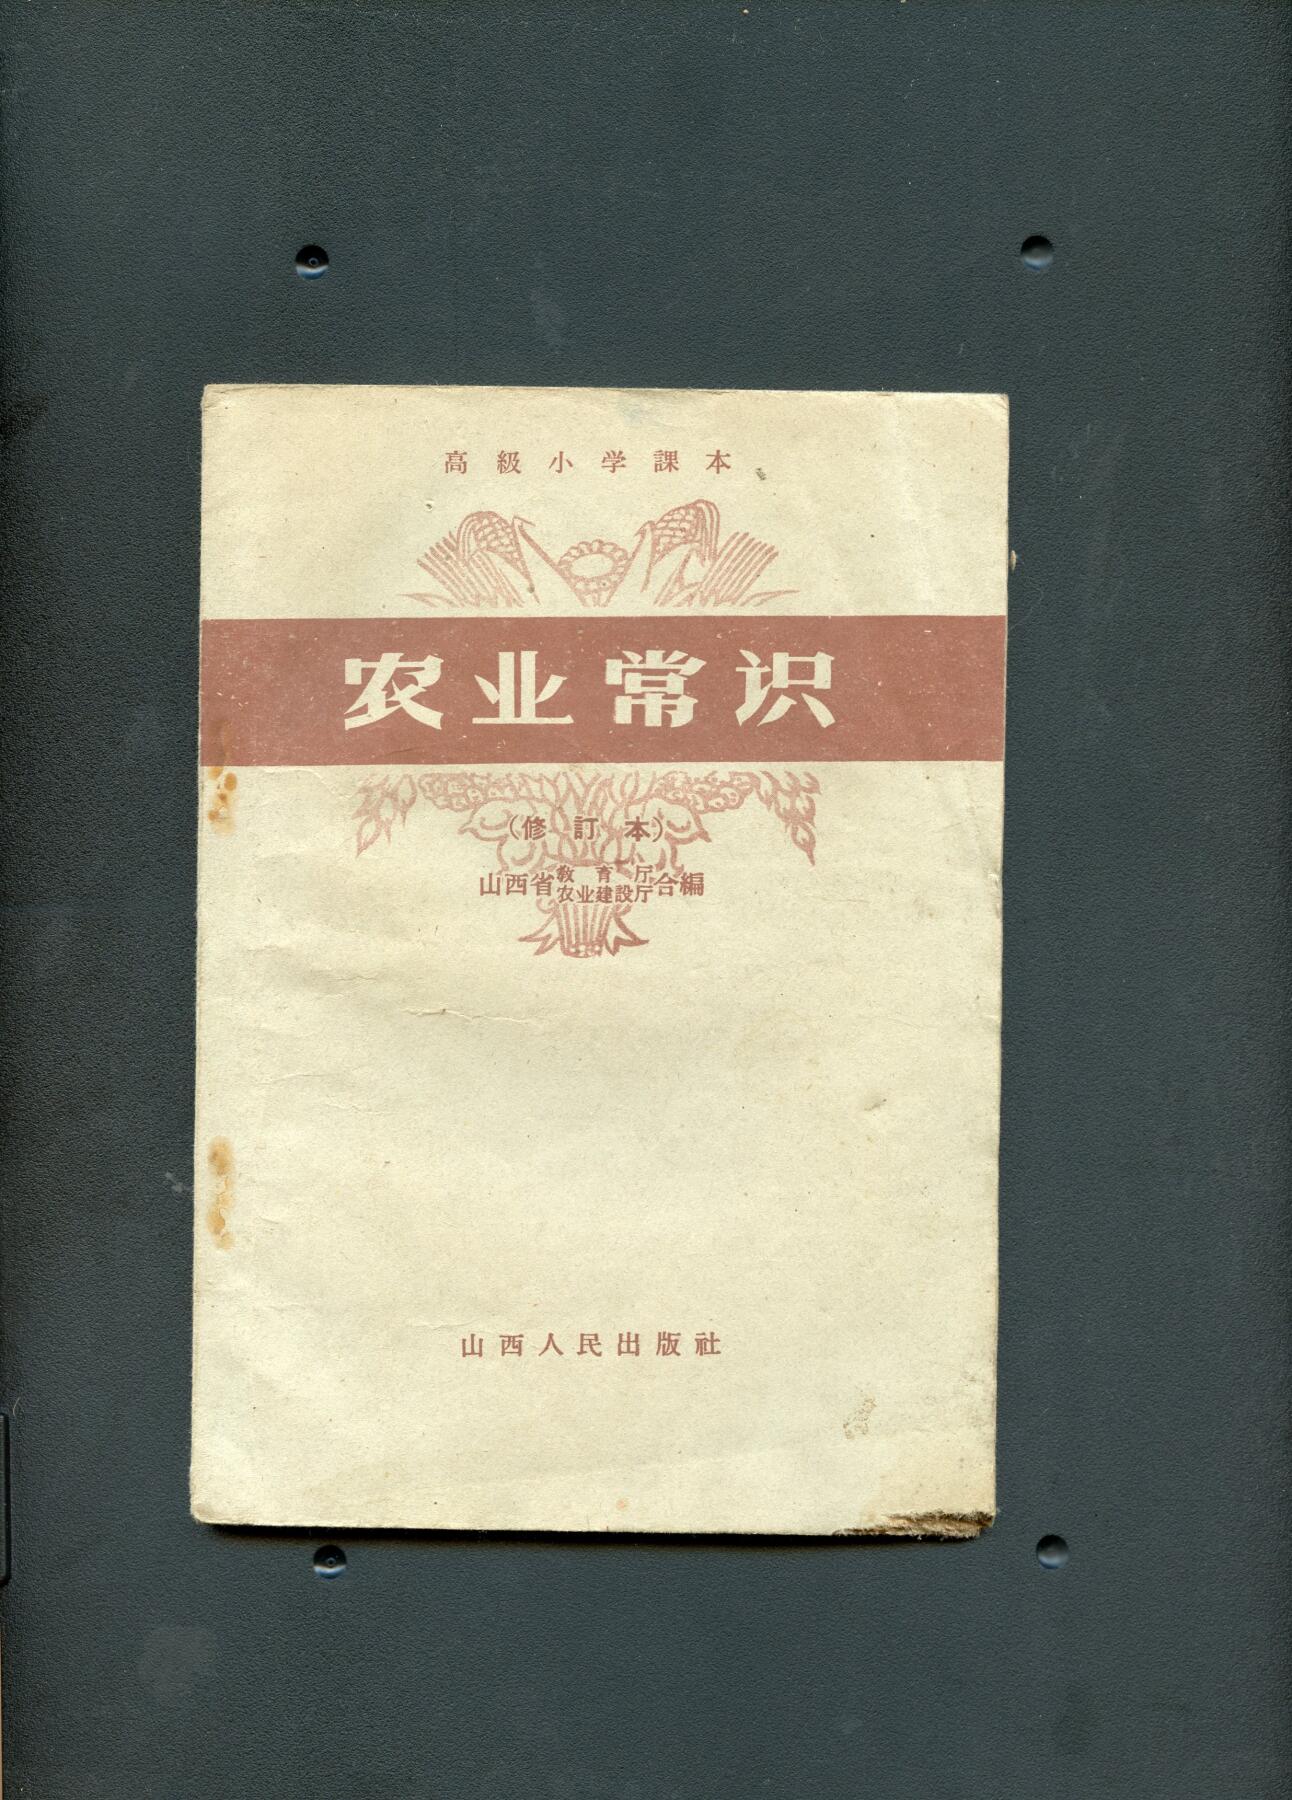 高級小学課本
农业常识
（修訂本）
山西省教育厅农业建設厅合編
山西人民出版社